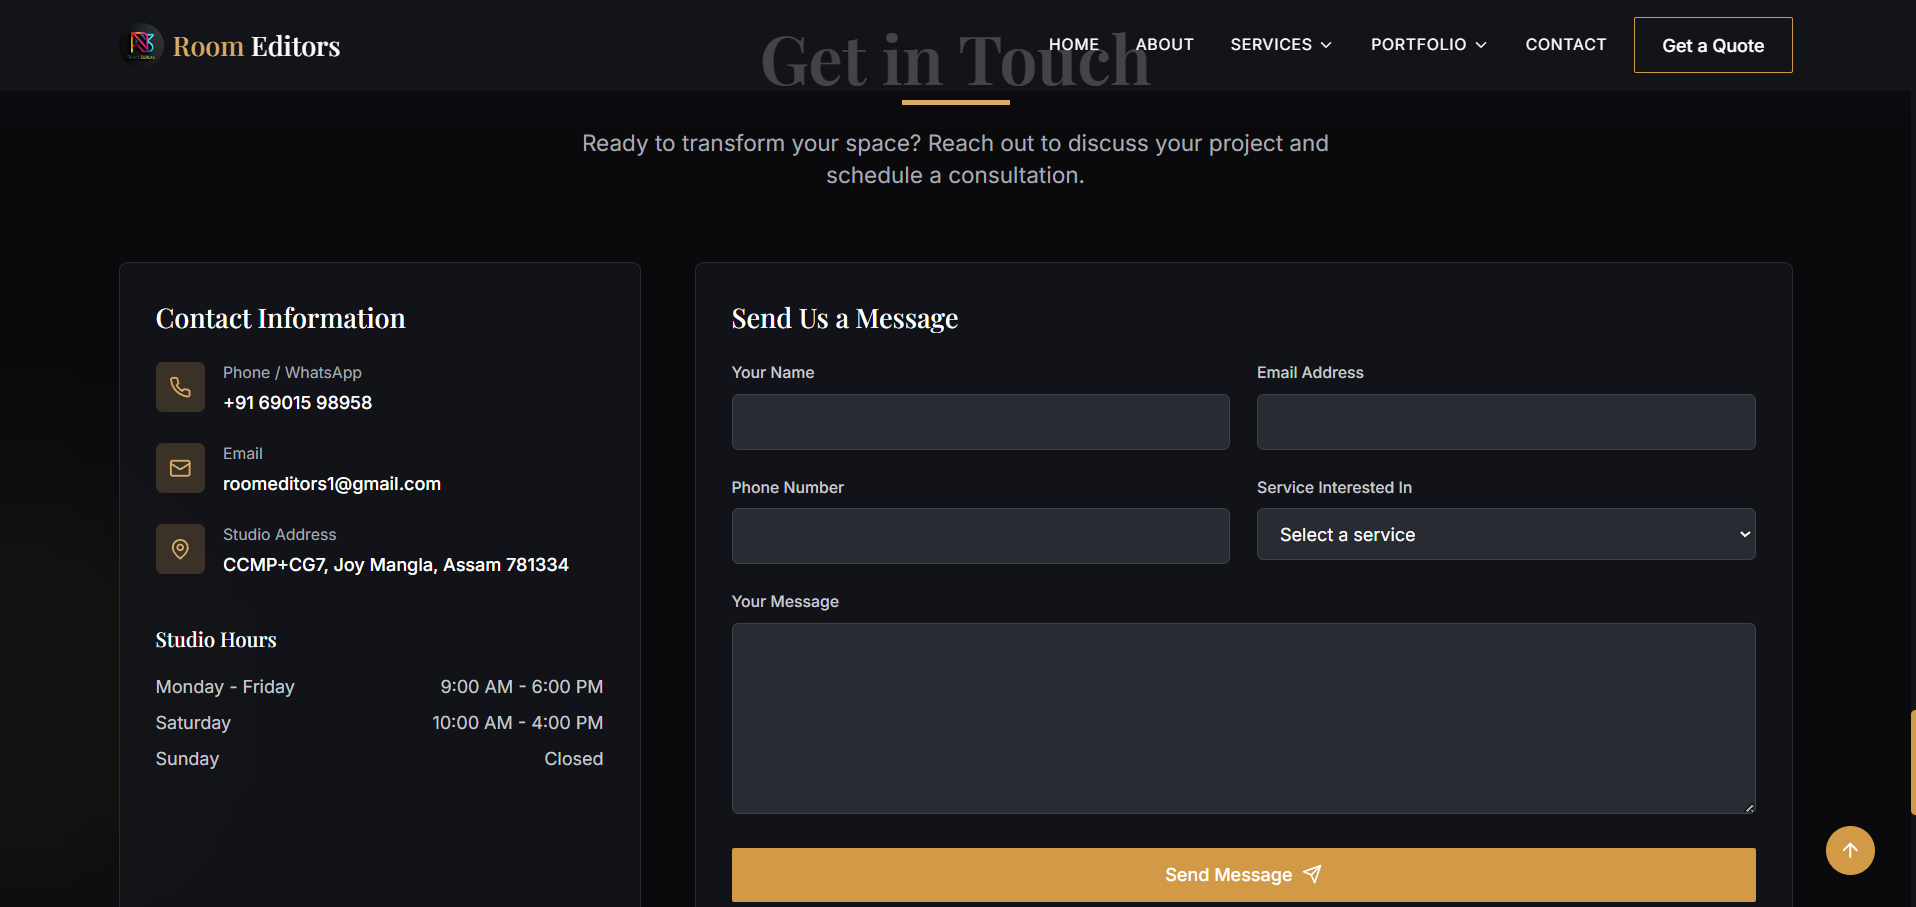 Room Editors
HOME
ABOUT
SERVICES
PORTFOLIO
CONTACT
Get a Quote
Get in Touch
Ready to transform your space? Reach out to discuss your project and
schedule a consultation.
Contact Information
Phone / WhatsApp
+91 69015 98958
Email
roomeditors1@gmail.com
Studio Address
CCMP+CG7, Joy Mangla, Assam 781334
Studio Hours
Monday - Friday 9:00 AM - 6:00 PM
Saturday 10:00 AM - 4:00 PM
Sunday Closed
Send Us a Message
Your Name
Email Address
Phone Number
Service Interested In
Select a service
Your Message
Send Message